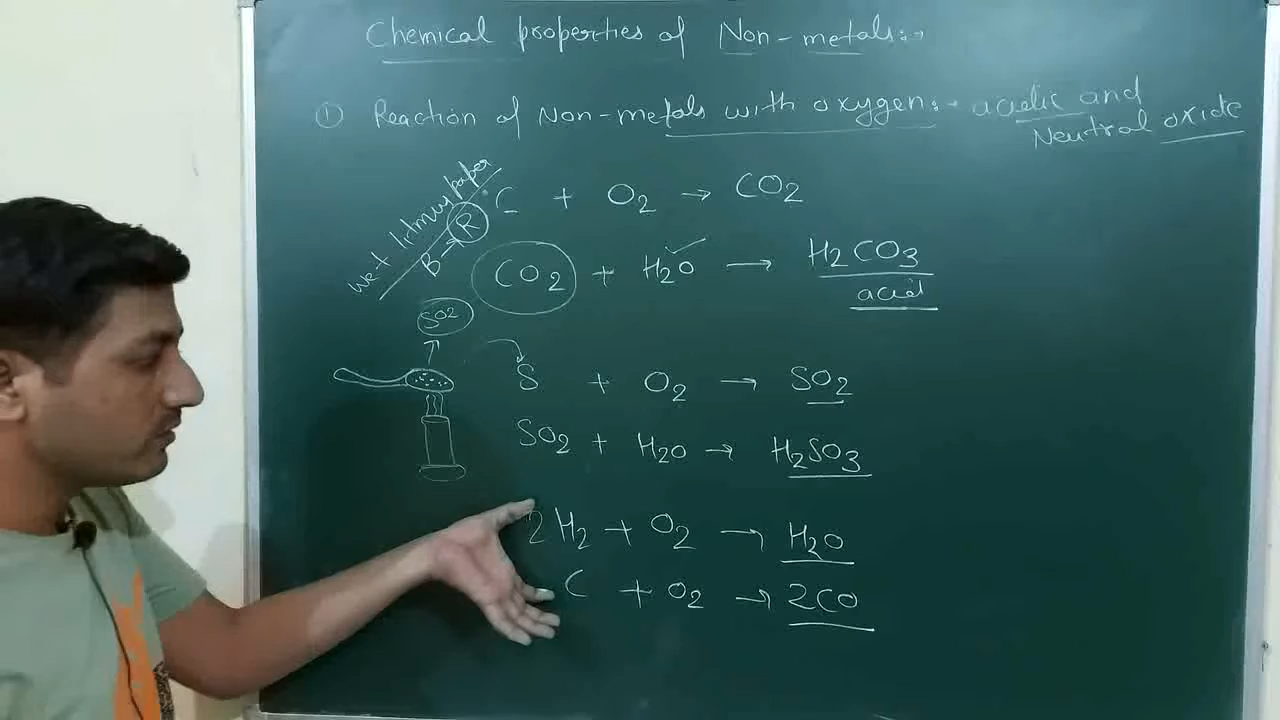 Chemical properties of Non-metals:-
① Reaction of Non-metals with oxygen:- acidic and
Neutral oxide
wet litmus paper
B → R
C + O2 → CO2
CO2 + H2O → H2CO3
acid
SO2
S + O2 → SO2
SO2 + H2O → H2SO3
2H2 + O2 → H2O
C + O2 → 2CO